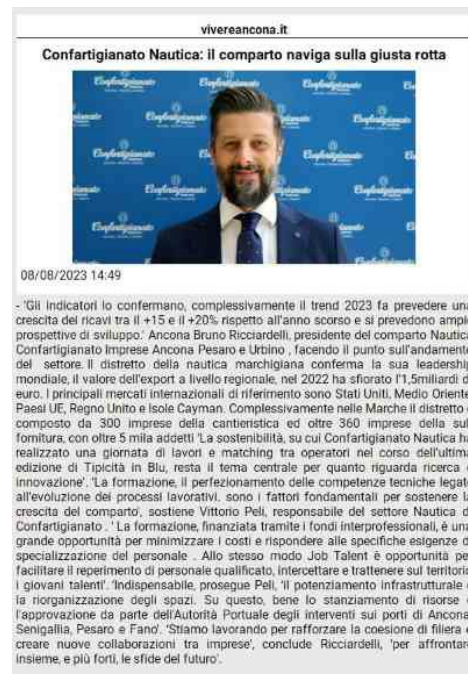 vivereancona.it
Confartigianato Nautica: il comparto naviga sulla giusta rotta
Confartigianato
Confartigianato
Confartigianato
Confartigianato
Confartigianato
08/08/2023 14:49
- 'Gli indicatori lo confermano, complessivamente il trend 2023 fa prevedere una
crescita dei ricavi tra il +15 e il +20% rispetto all'anno scorso e si prevedono ampie
prospettive di sviluppo.' Ancona Bruno Ricciardelli, presidente del comparto Nautica
Confartigianato Imprese Ancona Pesaro e Urbino , facendo il punto sull'andamento
del settore. Il distretto della nautica marchigiana conferma la sua leadership
mondiale, il valore dell'export a livello regionale, nel 2022 ha sfiorato l'1,5miliardi di
euro. I principali mercati internazionali di riferimento sono Stati Uniti, Medio Oriente,
Paesi UE, Regno Unito e Isole Cayman. Complessivamente nelle Marche il distretto è
composto da 300 imprese della cantieristica ed oltre 360 imprese della sub
fornitura, con oltre 5 mila addetti 'La sostenibilità, su cui Confartigianato Nautica ha
realizzato una giornata di lavori e matching tra operatori nel corso dell'ultima
edizione di Tipicità in Blu, resta il tema centrale per quanto riguarda ricerca e
innovazione'. 'La formazione, il perfezionamento delle competenze tecniche legate
all'evoluzione dei processi lavorativi. sono i fattori fondamentali per sostenere la
crescita del comparto', sostiene Vittorio Peli, responsabile del settore Nautica di
Confartigianato . ' La formazione, finanziata tramite i fondi interprofessionali, è una
grande opportunità per minimizzare i costi e rispondere alle specifiche esigenze di
specializzazione del personale . Allo stesso modo Job Talent è opportunità per
facilitare il reperimento di personale qualificato, intercettare e trattenere sul territorio
i giovani talenti'. 'Indispensabile, prosegue Peli, 'il potenziamento infrastrutturale e
la riorganizzazione degli spazi. Su questo, bene lo stanziamento di risorse e
l'approvazione da parte dell'Autorità Portuale degli interventi sui porti di Ancona,
Senigallia, Pesaro e Fano'. 'Stiamo lavorando per rafforzare la coesione di filiera e
creare nuove collaborazioni tra imprese', conclude Ricciardelli, 'per affrontare
insieme, e più forti, le sfide del futuro'.